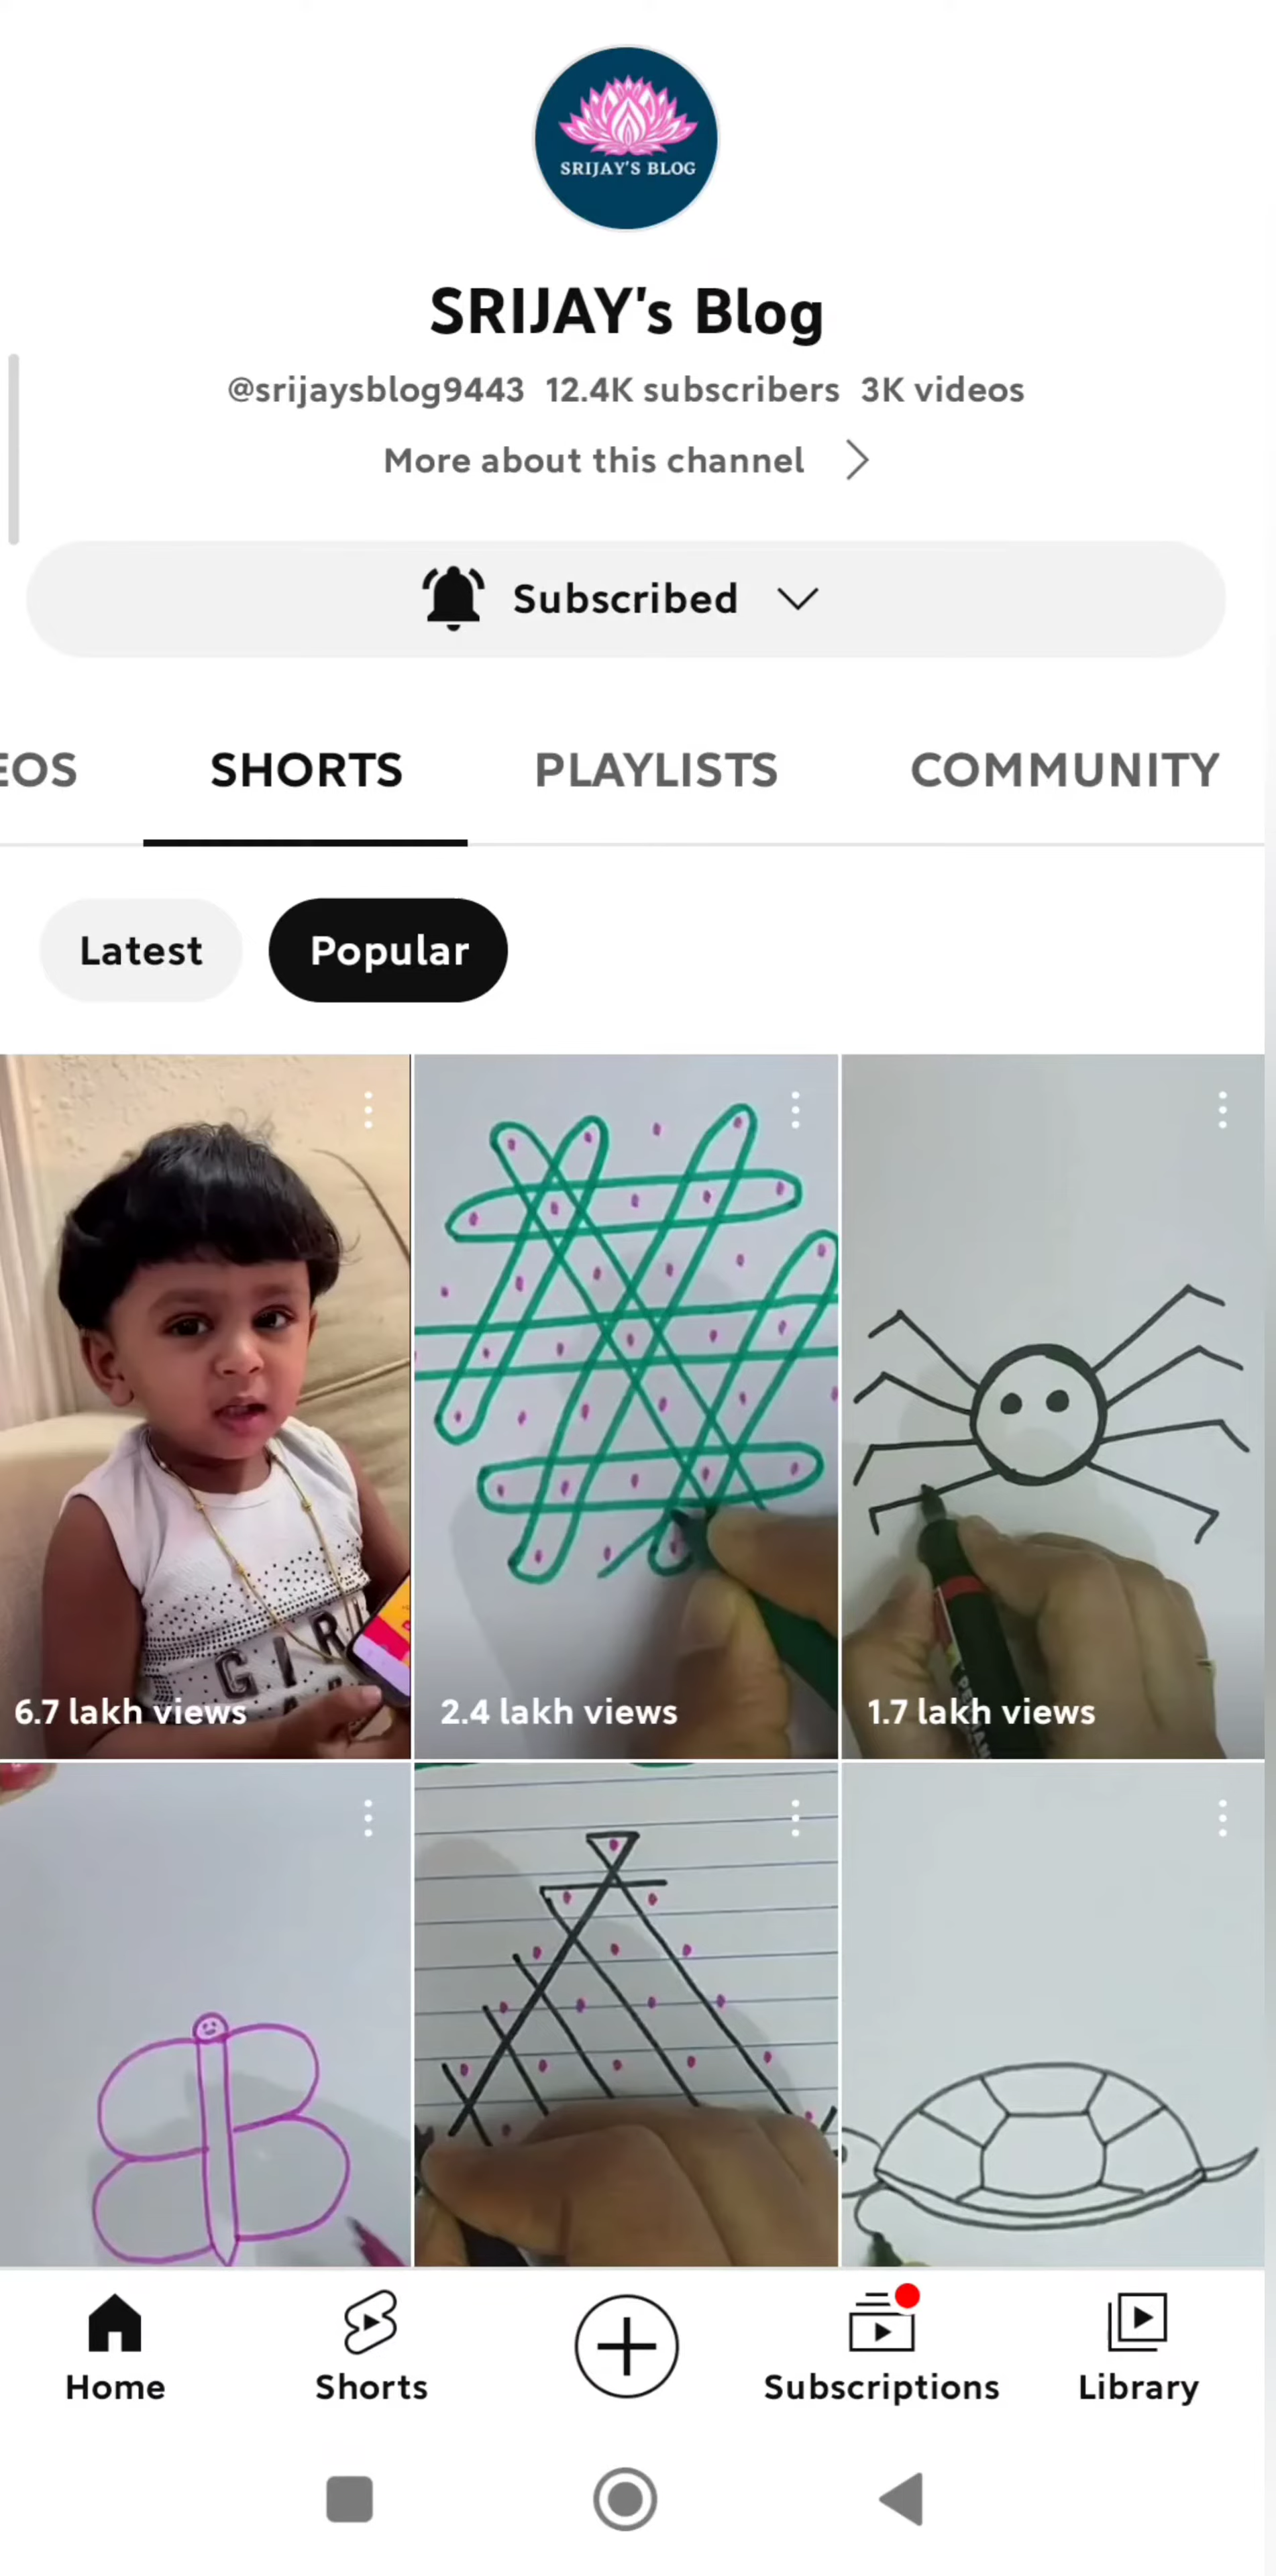 SRIJAY'S BLOG
SRIJAY's Blog
@srijaysblog9443 12.4K subscribers 3K videos
More about this channel
Subscribed
EOS SHORTS PLAYLISTS COMMUNITY
Latest Popular
GIRL
6.7 lakh views 2.4 lakh views 1.7 lakh views
Home Shorts Subscriptions Library